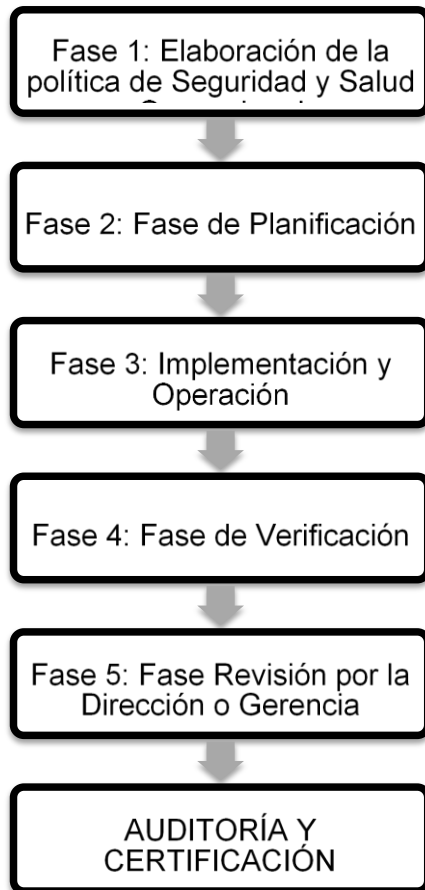 Fase 1: Elaboración de la
política de Seguridad y Salud
Fase 2: Fase de Planificación
Fase 3: Implementación y
Operación
Fase 4: Fase de Verificación
Fase 5: Fase Revisión por la
Dirección o Gerencia
AUDITORÍA Y
CERTIFICACIÓN